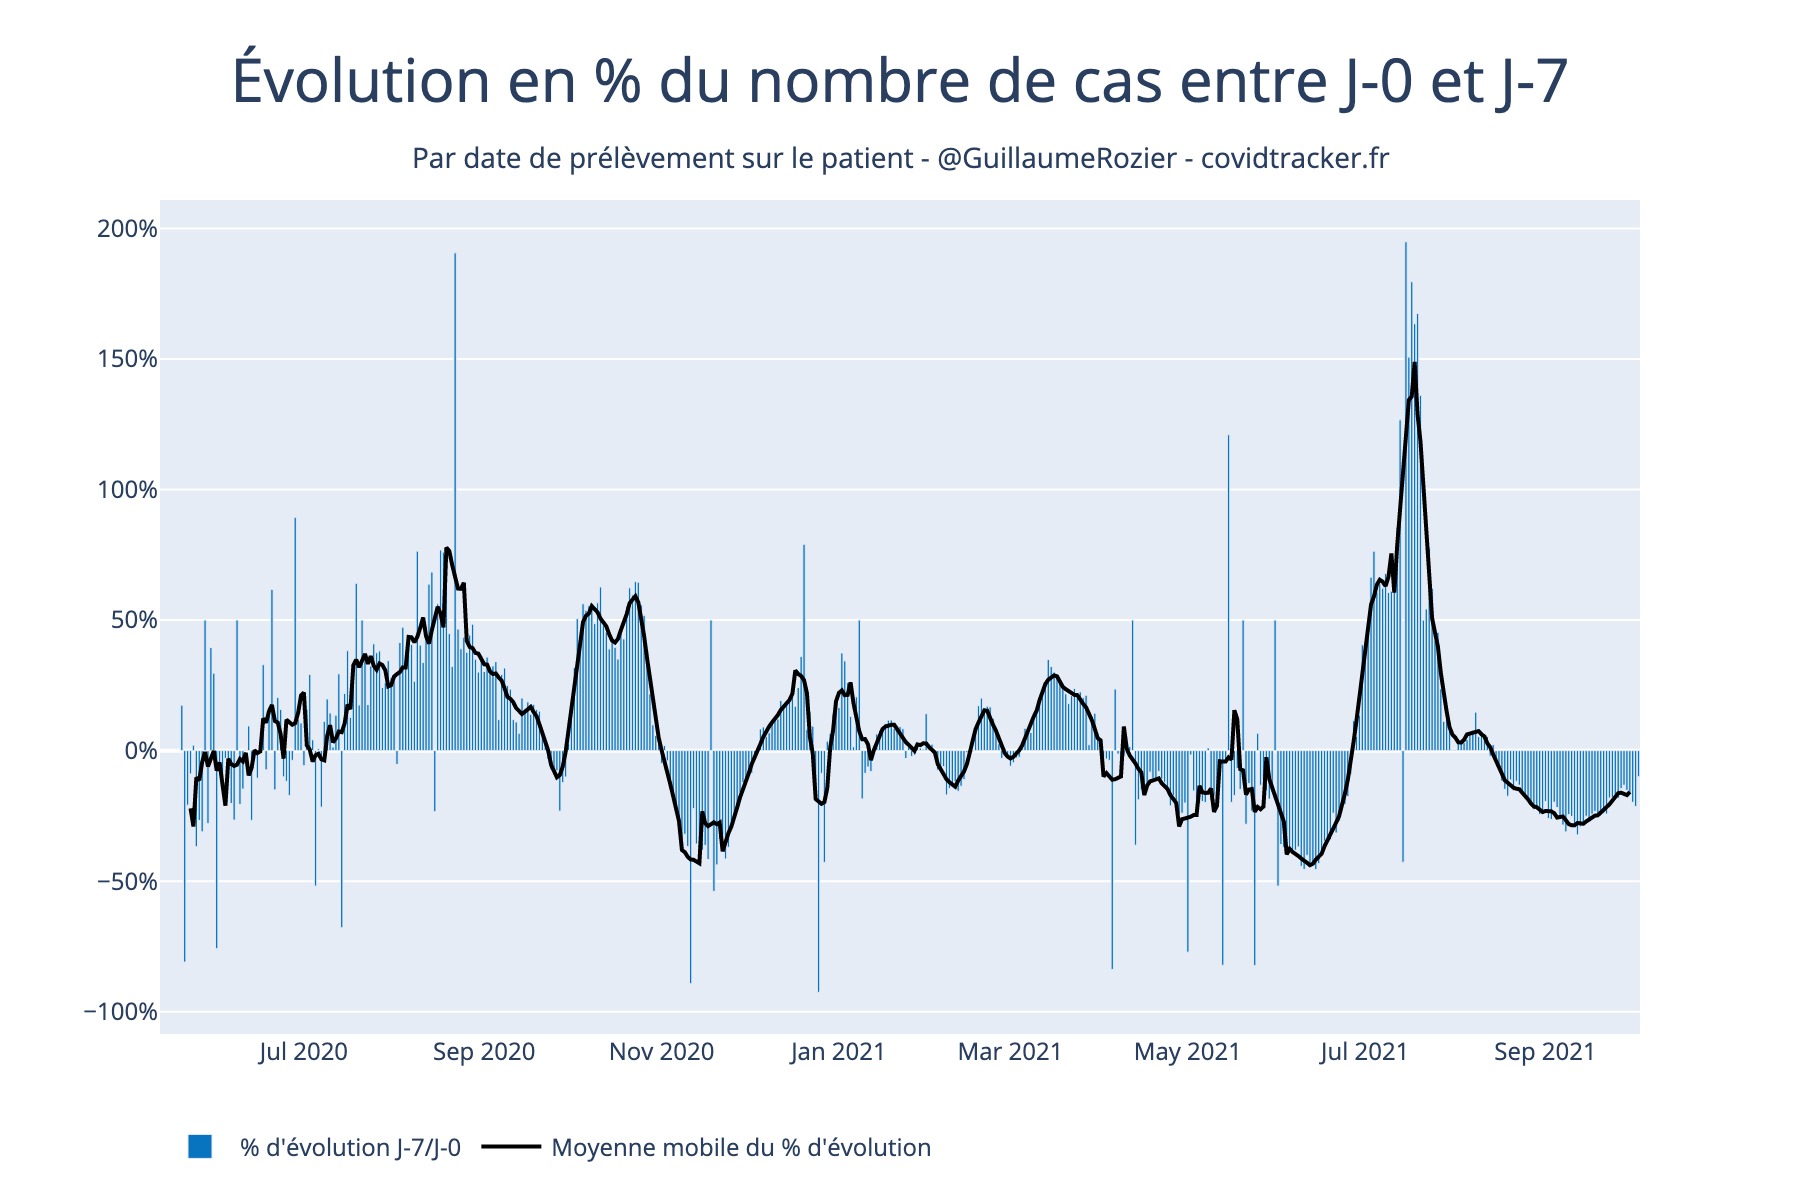 Évolution en % du nombre de cas entre J-0 et J-7
Par date de prélèvement sur le patient - @GuillaumeRozier - covidtracker.fr
200%
150%
100%
50%
0%
−50%
−100%
Jul 2020 Sep 2020 Nov 2020 Jan 2021 Mar 2021 May 2021 Jul 2021 Sep 2021
% d'évolution J-7/J-0 Moyenne mobile du % d'évolution